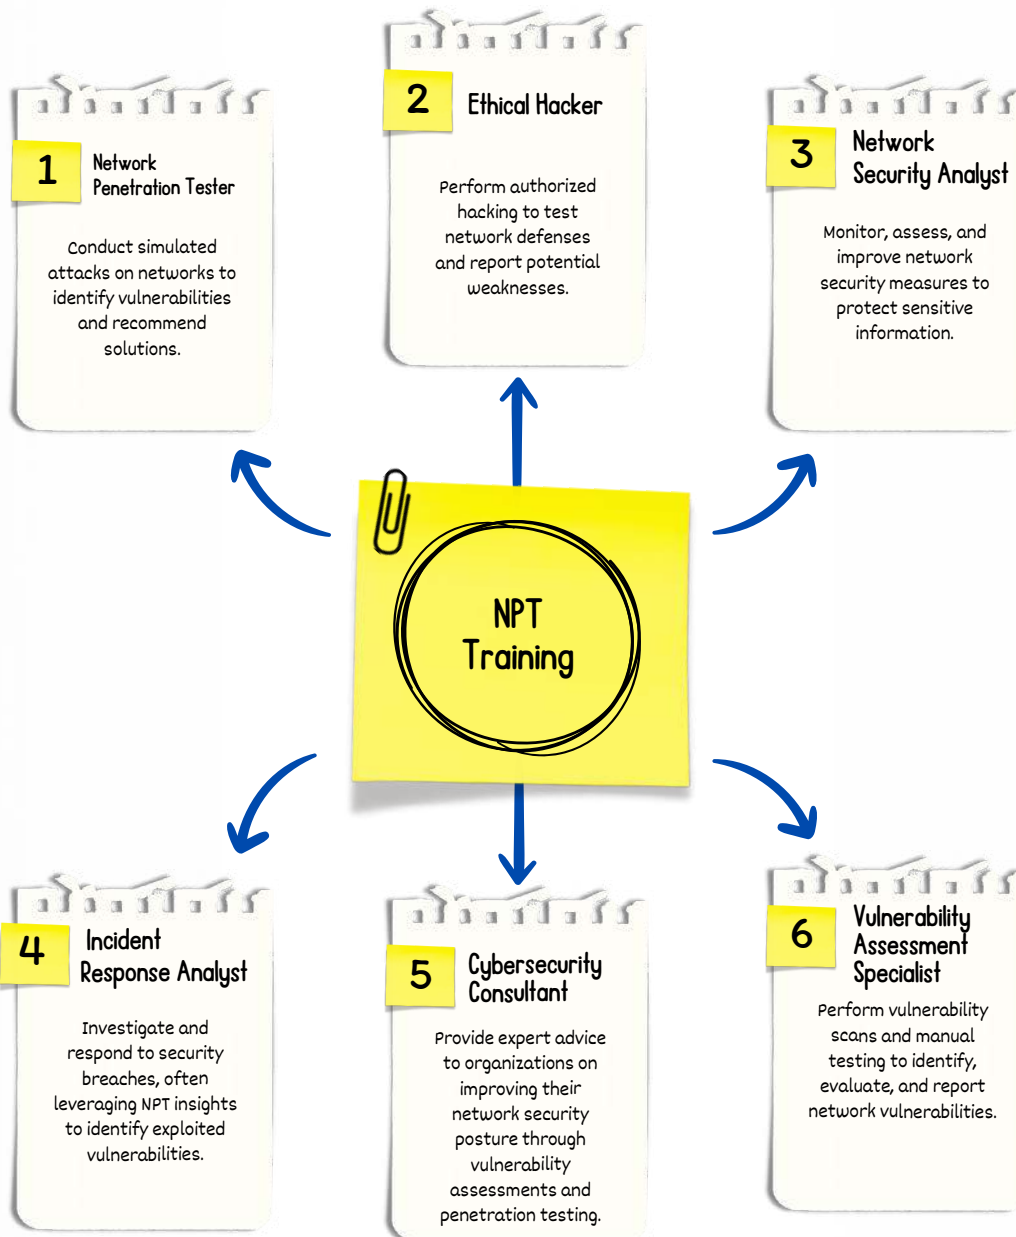 1
Network
Penetration Tester
Conduct simulated
attacks on networks to
identify vulnerabilities
and recommend
solutions.
2
Ethical Hacker
Perform authorized
hacking to test
network defenses
and report potential
weaknesses.
3
Network
Security Analyst
Monitor, assess, and
improve network
security measures to
protect sensitive
information.
NPT
Training
4
Incident
Response Analyst
Investigate and
respond to security
breaches, often
leveraging NPT insights
to identify exploited
vulnerabilities.
5
Cybersecurity
Consultant
Provide expert advice
to organizations on
improving their
network security
posture through
vulnerability
assessments and
penetration testing.
6
Vulnerability
Assessment
Specialist
Perform vulnerability
scans and manual
testing to identify,
evaluate, and report
network vulnerabilities.